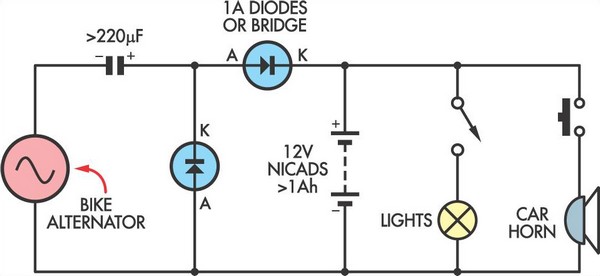 1A DIODES
OR BRIDGE
>220µF
− +
A K
K
A
BIKE
ALTERNATOR
+
12V
NICADS
>1Ah
−
LIGHTS
CAR
HORN